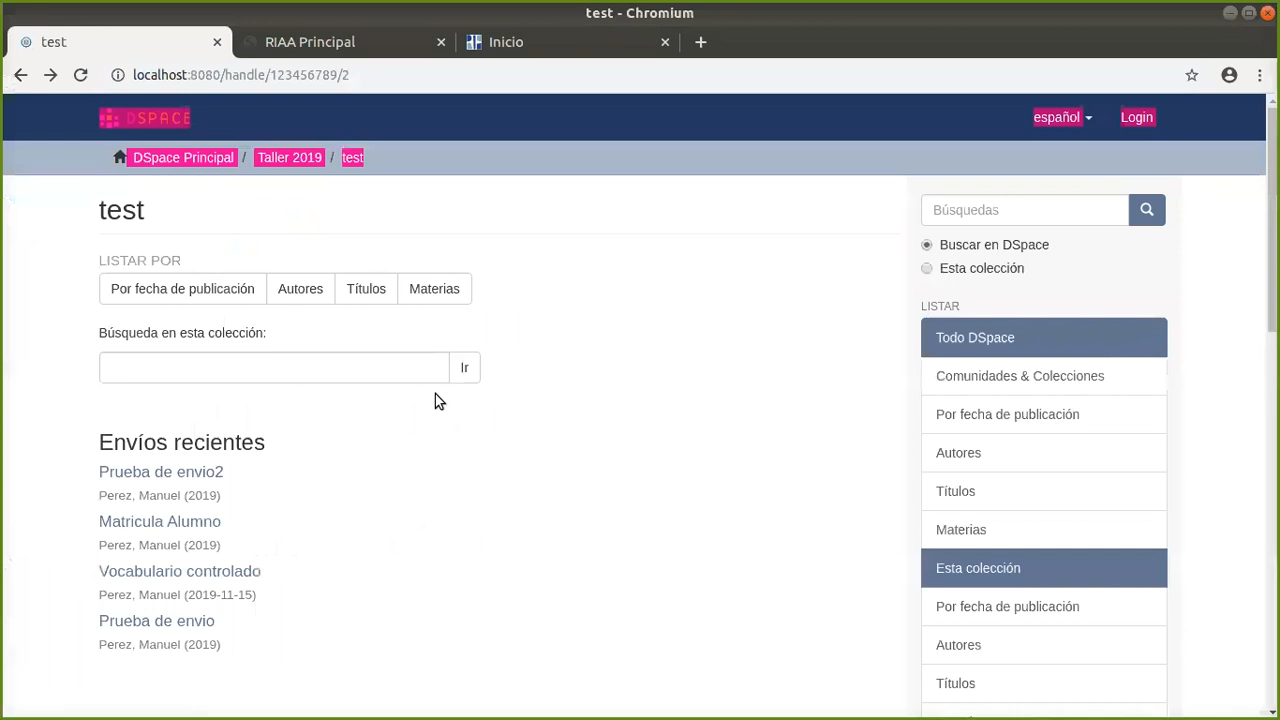 test - Chromium
test
RIAA Principal
Inicio
localhost:8080/handle/123456789/2
DSPACE
español
Login
DSpace Principal / Taller 2019 / test
test
LISTAR POR
Por fecha de publicación
Autores
Títulos
Materias
Búsqueda en esta colección:
Ir
Envíos recientes
Prueba de envio2
Perez, Manuel (2019)
Matricula Alumno
Perez, Manuel (2019)
Vocabulario controlado
Perez, Manuel (2019-11-15)
Prueba de envio
Perez, Manuel (2019)
Búsquedas
Buscar en DSpace
Esta colección
LISTAR
Todo DSpace
Comunidades & Colecciones
Por fecha de publicación
Autores
Títulos
Materias
Esta colección
Por fecha de publicación
Autores
Títulos